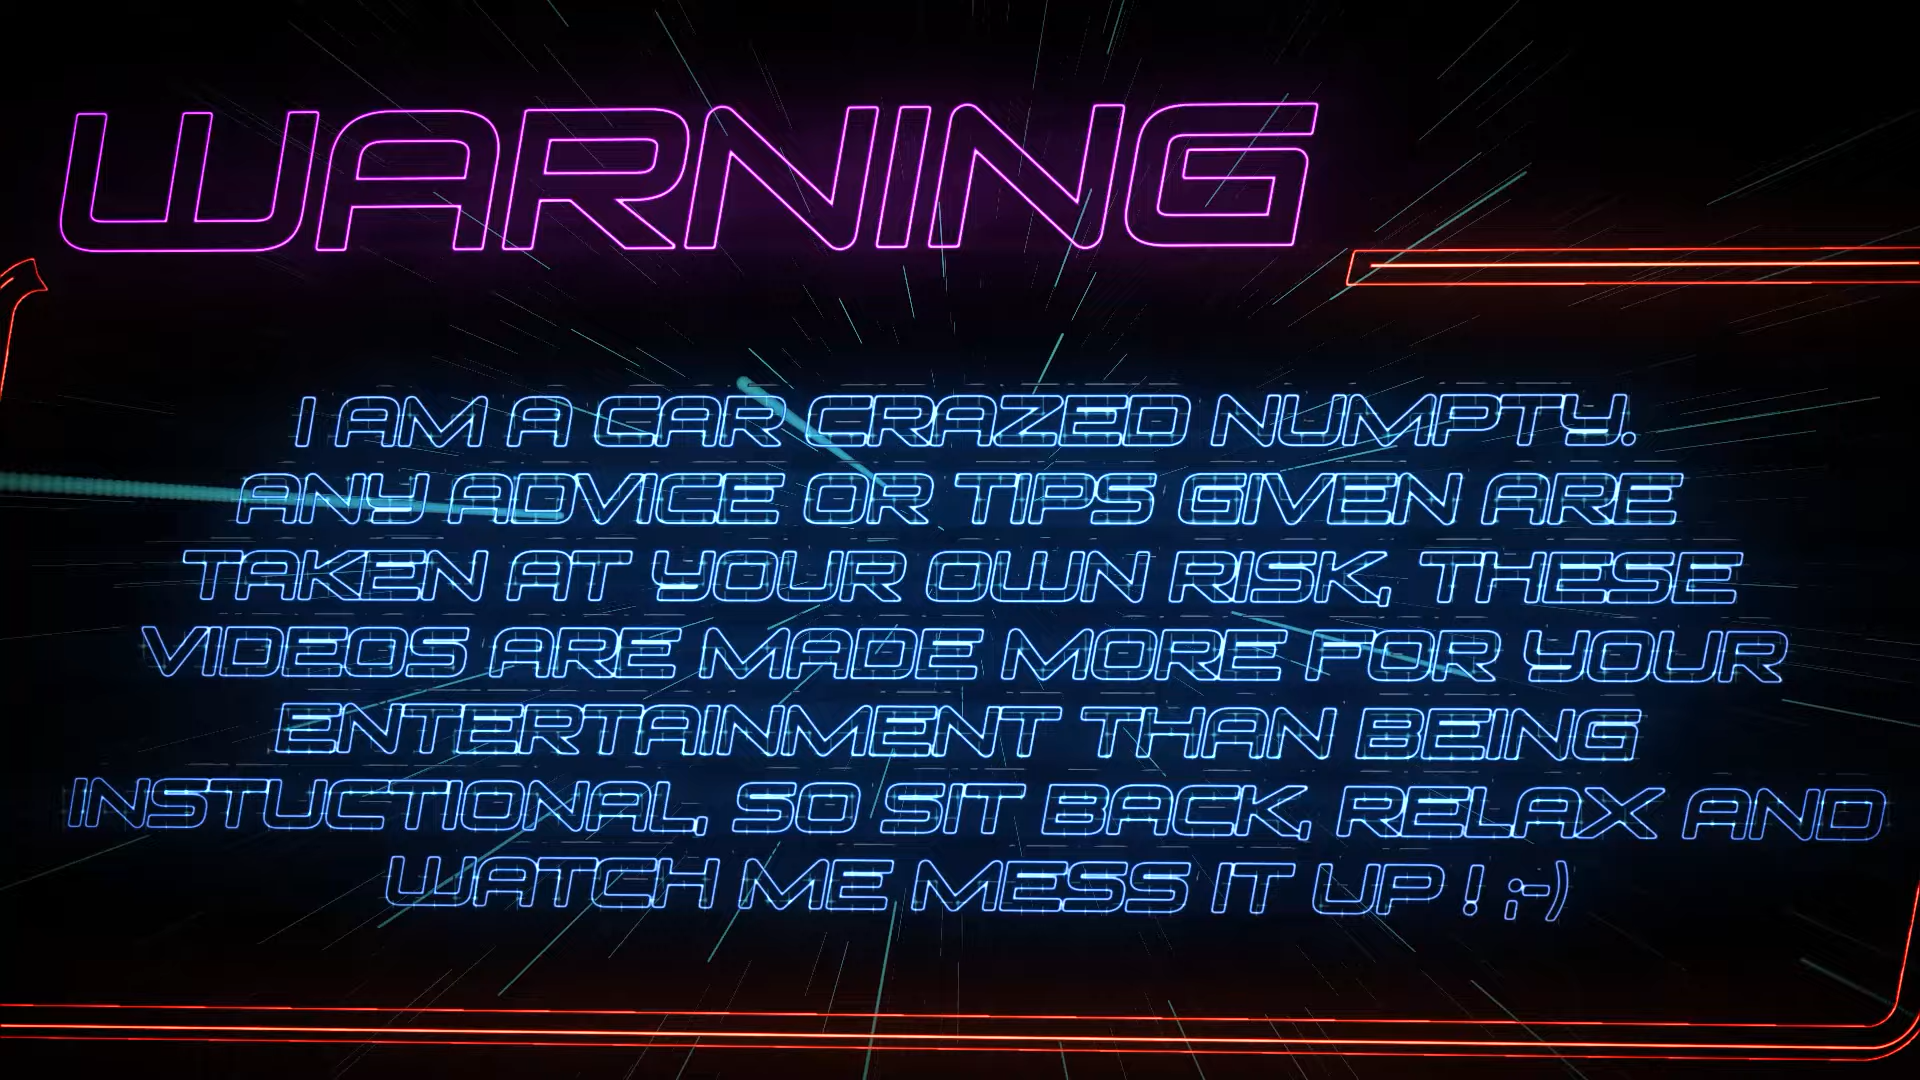 WARNING
I AM A CAR CRAZED NUMPTY.
ANY ADVICE OR TIPS GIVEN ARE
TAKEN AT YOUR OWN RISK, THESE
VIDEOS ARE MADE MORE FOR YOUR
ENTERTAINMENT THAN BEING
INSTUCTIONAL, SO SIT BACK, RELAX AND
WATCH ME MESS IT UP ! ;-)